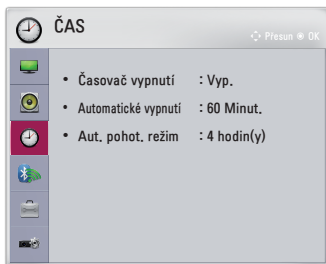 ČAS
Přesun OK
• Časovač vypnutí : Vyp.
• Automatické vypnutí : 60 Minut.
• Aut. pohot. režim : 4 hodin(y)